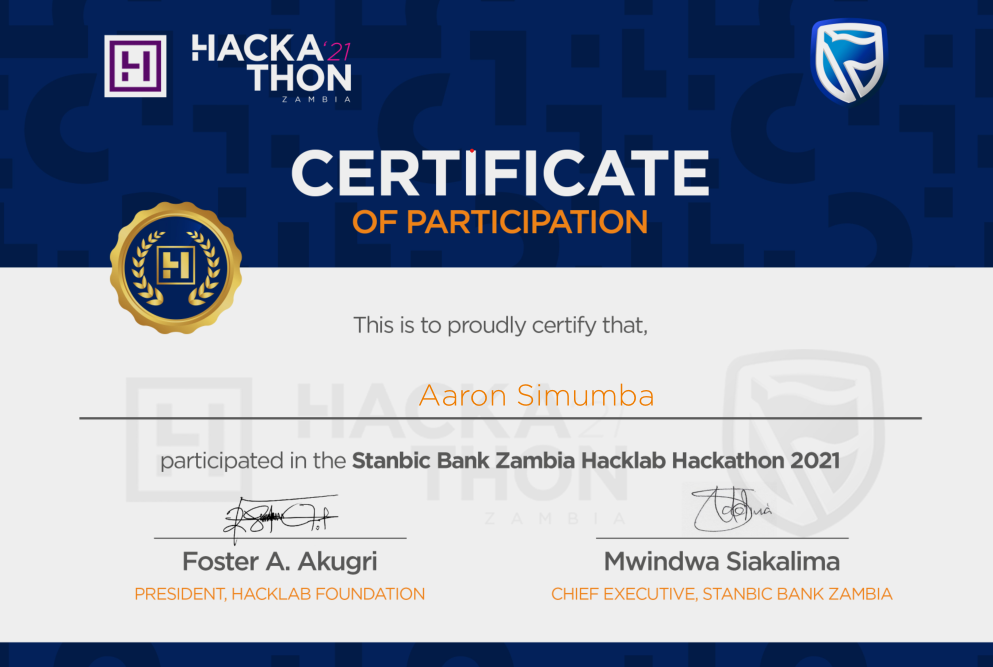 HACKA'21
THON
ZAMBIA
CERTIFICATE
OF PARTICIPATION
This is to proudly certify that,
Aaron Simumba
HACKA'21
THON
ZAMBIA
participated in the Stanbic Bank Zambia Hacklab Hackathon 2021
Foster A. Akugri
Mwindwa Siakalima
PRESIDENT, HACKLAB FOUNDATION
CHIEF EXECUTIVE, STANBIC BANK ZAMBIA